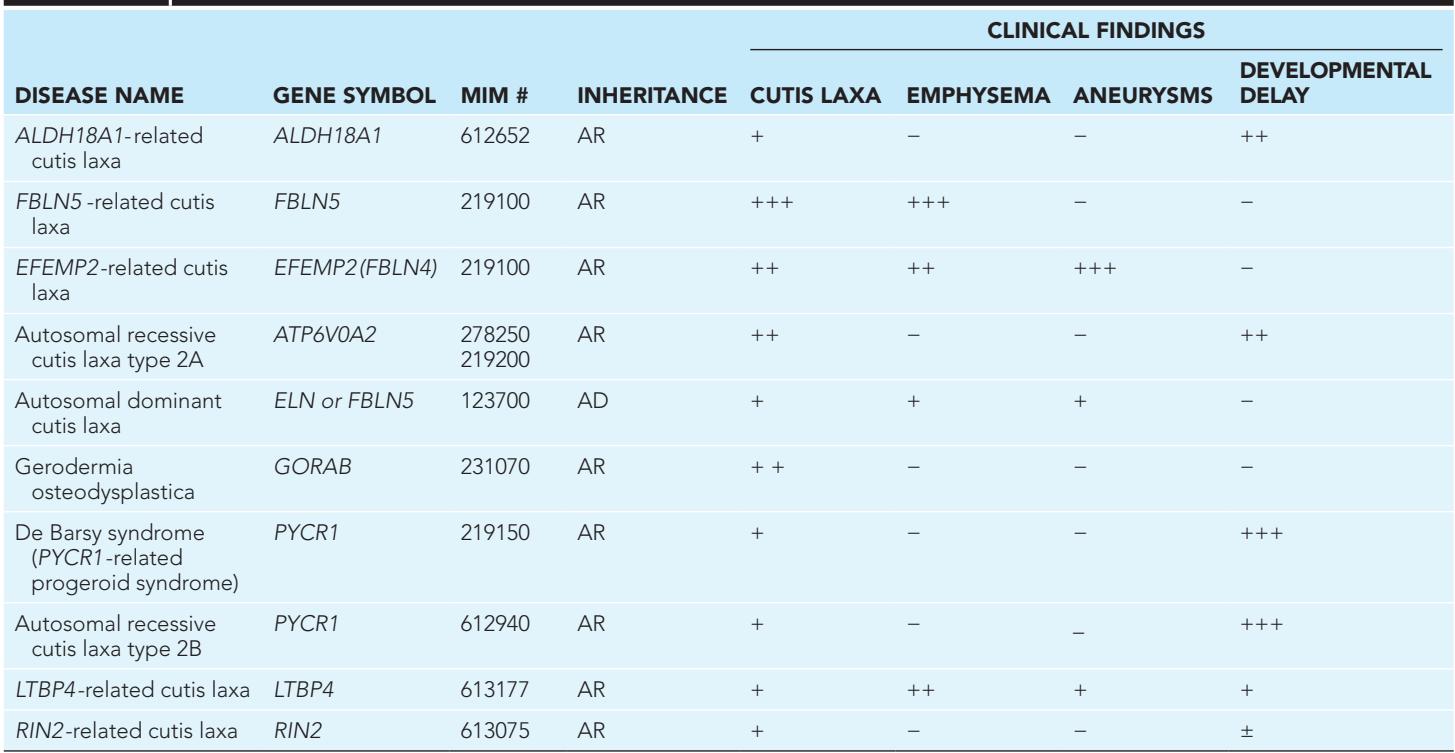 CLINICAL FINDINGS
DISEASE NAME GENE SYMBOL MIM # INHERITANCE CUTIS LAXA EMPHYSEMA ANEURYSMS DEVELOPMENTAL
DELAY
ALDH18A1-related ALDH18A1 612652 AR + − − ++
cutis laxa
FBLN5 -related cutis FBLN5 219100 AR +++ +++ − −
laxa
EFEMP2-related cutis EFEMP2 (FBLN4) 219100 AR ++ ++ +++ −
laxa
Autosomal recessive ATP6V0A2 278250 AR ++ − − ++
cutis laxa type 2A 219200
Autosomal dominant ELN or FBLN5 123700 AD + + + −
cutis laxa
Gerodermia GORAB 231070 AR + + − − −
osteodysplastica
De Barsy syndrome PYCR1 219150 AR + − − +++
(PYCR1-related
progeroid syndrome)
Autosomal recessive PYCR1 612940 AR + − _ +++
cutis laxa type 2B
LTBP4-related cutis laxa LTBP4 613177 AR + ++ + +
RIN2-related cutis laxa RIN2 613075 AR + − − ±